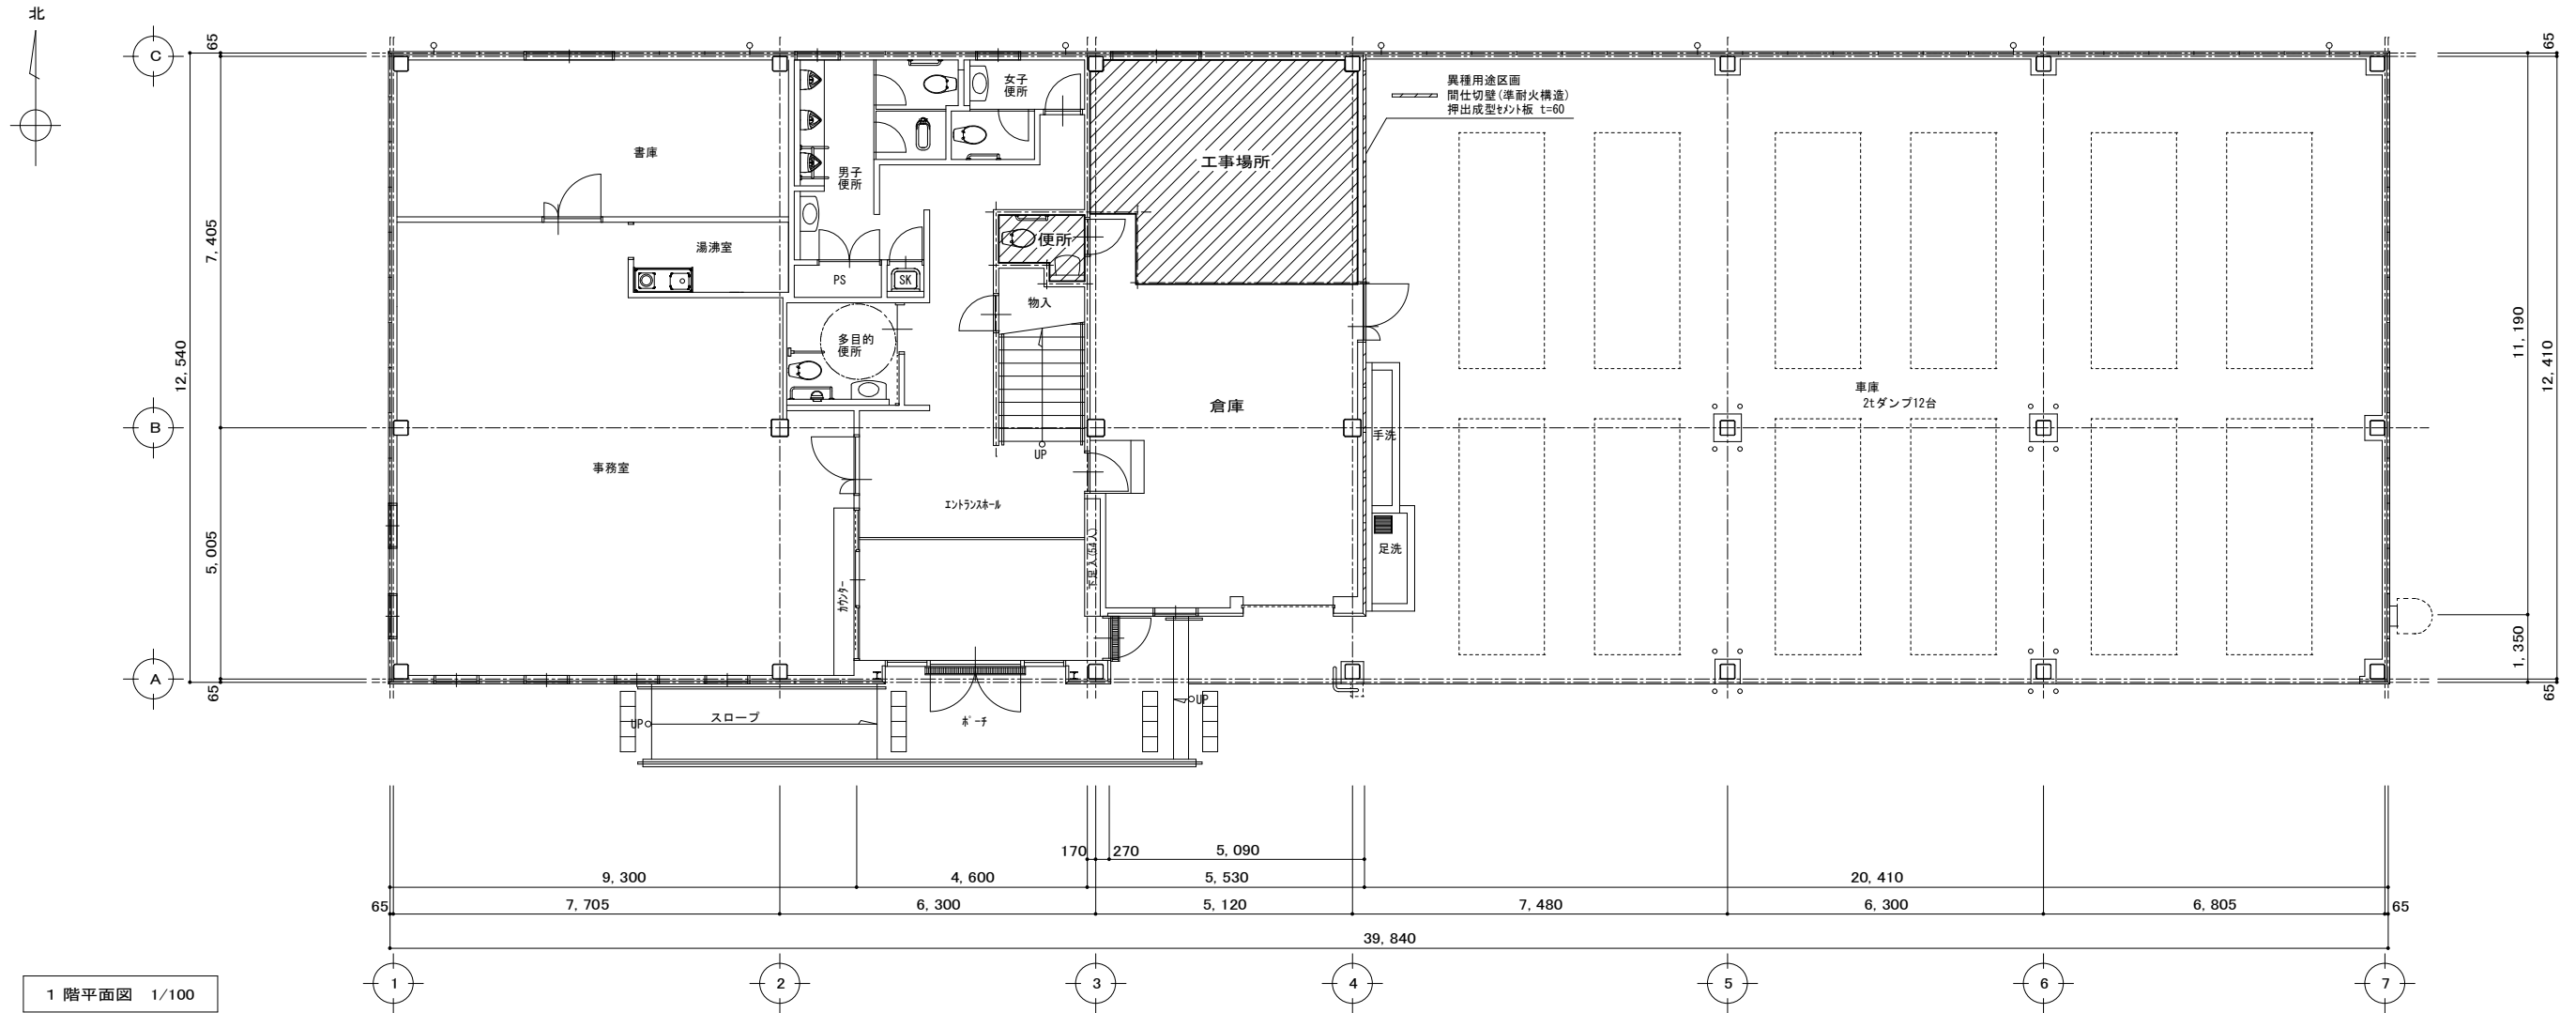 北
C
B
A
65
7,405
12,540
5,005
65
65
11,190
12,410
1,350
65
書庫
湯沸室
男子
便所
女子
便所
PS
SK
便所
物入
多目的
便所
工事場所
異種用途区画
間仕切壁(準耐火構造)
押出成型ｾﾒﾝﾄ板 t=60
車庫
2tダンプ12台
倉庫
手洗
足洗
事務室
UP
ｴﾝﾄﾗﾝｽﾎｰﾙ
ｶｳﾝﾀｰ
下足入(54人)
UP
スロープ
ﾎﾟｰﾁ
UP
170
270
5,090
9,300
4,600
5,530
20,410
65
7,705
6,300
5,120
7,480
6,300
6,805
65
39,840
1
2
3
4
5
6
7
1 階平面図 1/100